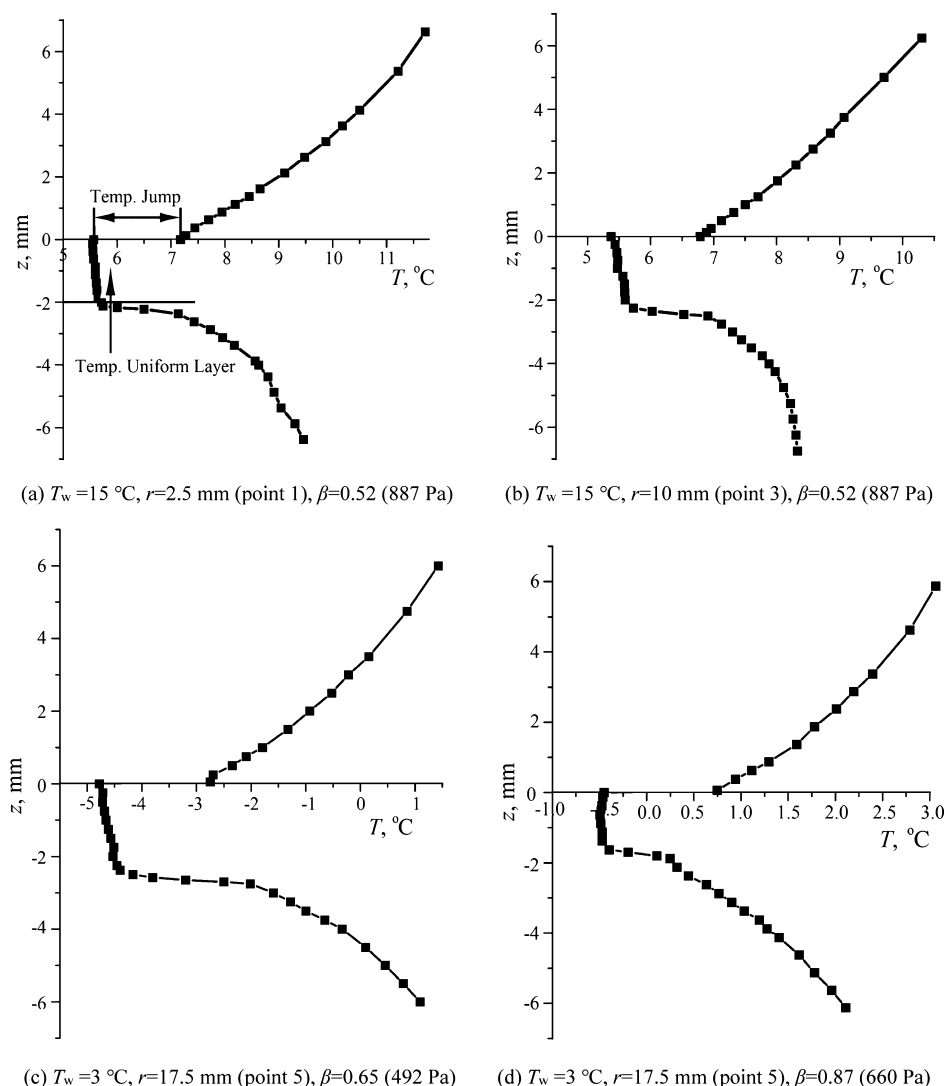 6
4
2
0
-2
-4
-6
z, mm
Temp. Jump
Temp. Uniform Layer
5 6 7 8 9 10 11
T, °C
(a) Tw =15 °C, r=2.5 mm (point 1), β=0.52 (887 Pa)
6
4
2
0
-2
-4
-6
z, mm
5 6 7 8 9 10
T, °C
(b) Tw =15 °C, r=10 mm (point 3), β=0.52 (887 Pa)
6
4
2
0
-2
-4
-6
z, mm
-5 -4 -3 -2 -1 0 1
T, °C
(c) Tw =3 °C, r=17.5 mm (point 5), β=0.65 (492 Pa)
6
4
2
0
-2
-4
-6
z, mm
-1.0 0.0 0.5 1.0 1.5 2.0 2.5 3.0
T, °C
(d) Tw =3 °C, r=17.5 mm (point 5), β=0.87 (660 Pa)